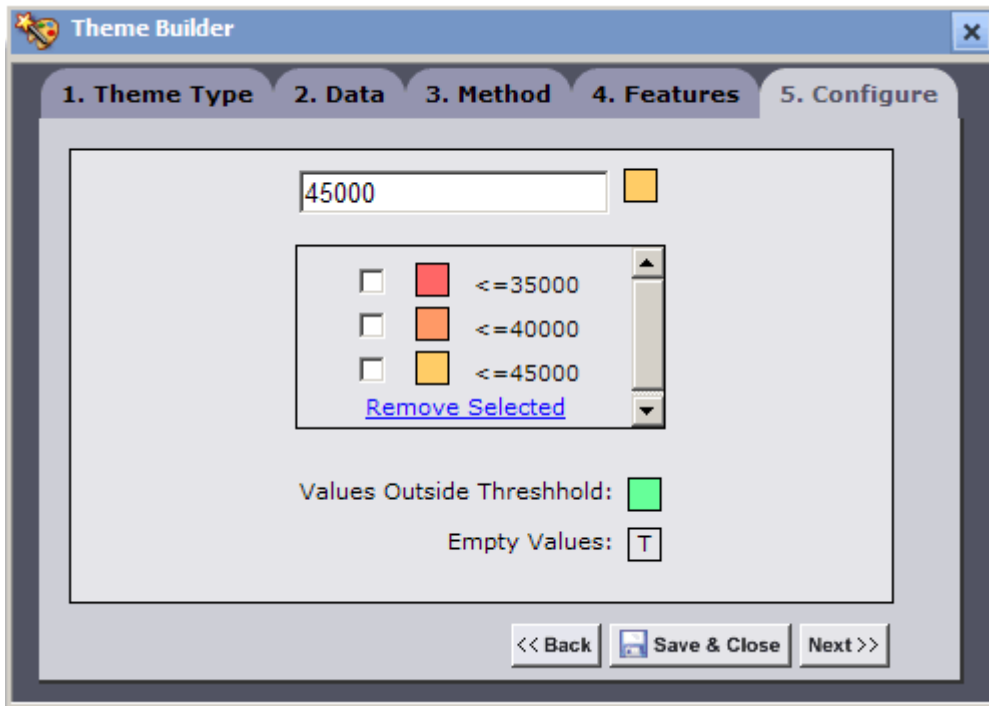 Theme Builder
1. Theme Type 2. Data 3. Method 4. Features 5. Configure
45000
<=35000
<=40000
<=45000
Remove Selected
Values Outside Threshhold:
Empty Values: T
<< Back Save & Close Next >>